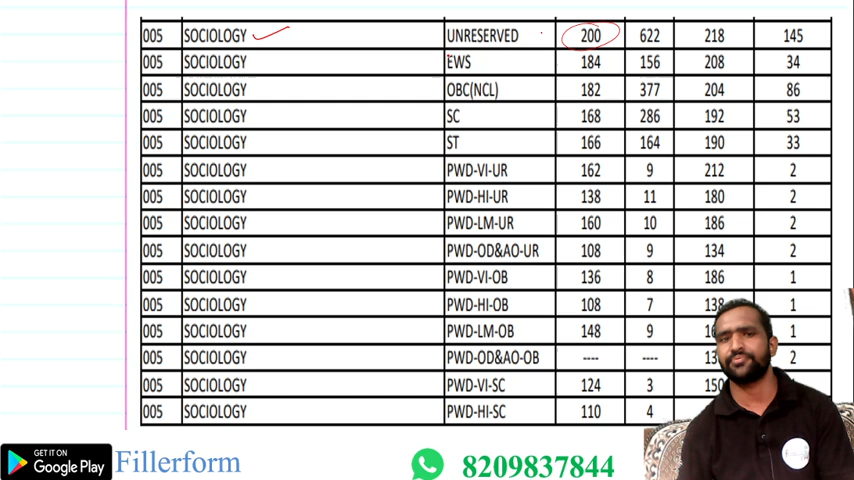 005 SOCIOLOGY UNRESERVED 200 622 218 145
005 SOCIOLOGY EWS 184 156 208 34
005 SOCIOLOGY OBC(NCL) 182 377 204 86
005 SOCIOLOGY SC 168 286 192 53
005 SOCIOLOGY ST 166 164 190 33
005 SOCIOLOGY PWD-VI-UR 162 9 212 2
005 SOCIOLOGY PWD-HI-UR 138 11 180 2
005 SOCIOLOGY PWD-LM-UR 160 10 186 2
005 SOCIOLOGY PWD-OD&AO-UR 108 9 134 2
005 SOCIOLOGY PWD-VI-OB 136 8 186 1
005 SOCIOLOGY PWD-HI-OB 108 7 138 1
005 SOCIOLOGY PWD-LM-OB 148 9 1
005 SOCIOLOGY PWD-OD&AO-OB ---- ---- 2
005 SOCIOLOGY PWD-VI-SC 124 3 150
005 SOCIOLOGY PWD-HI-SC 110 4
GET IT ON
Google Play
Fillerform
8209837844